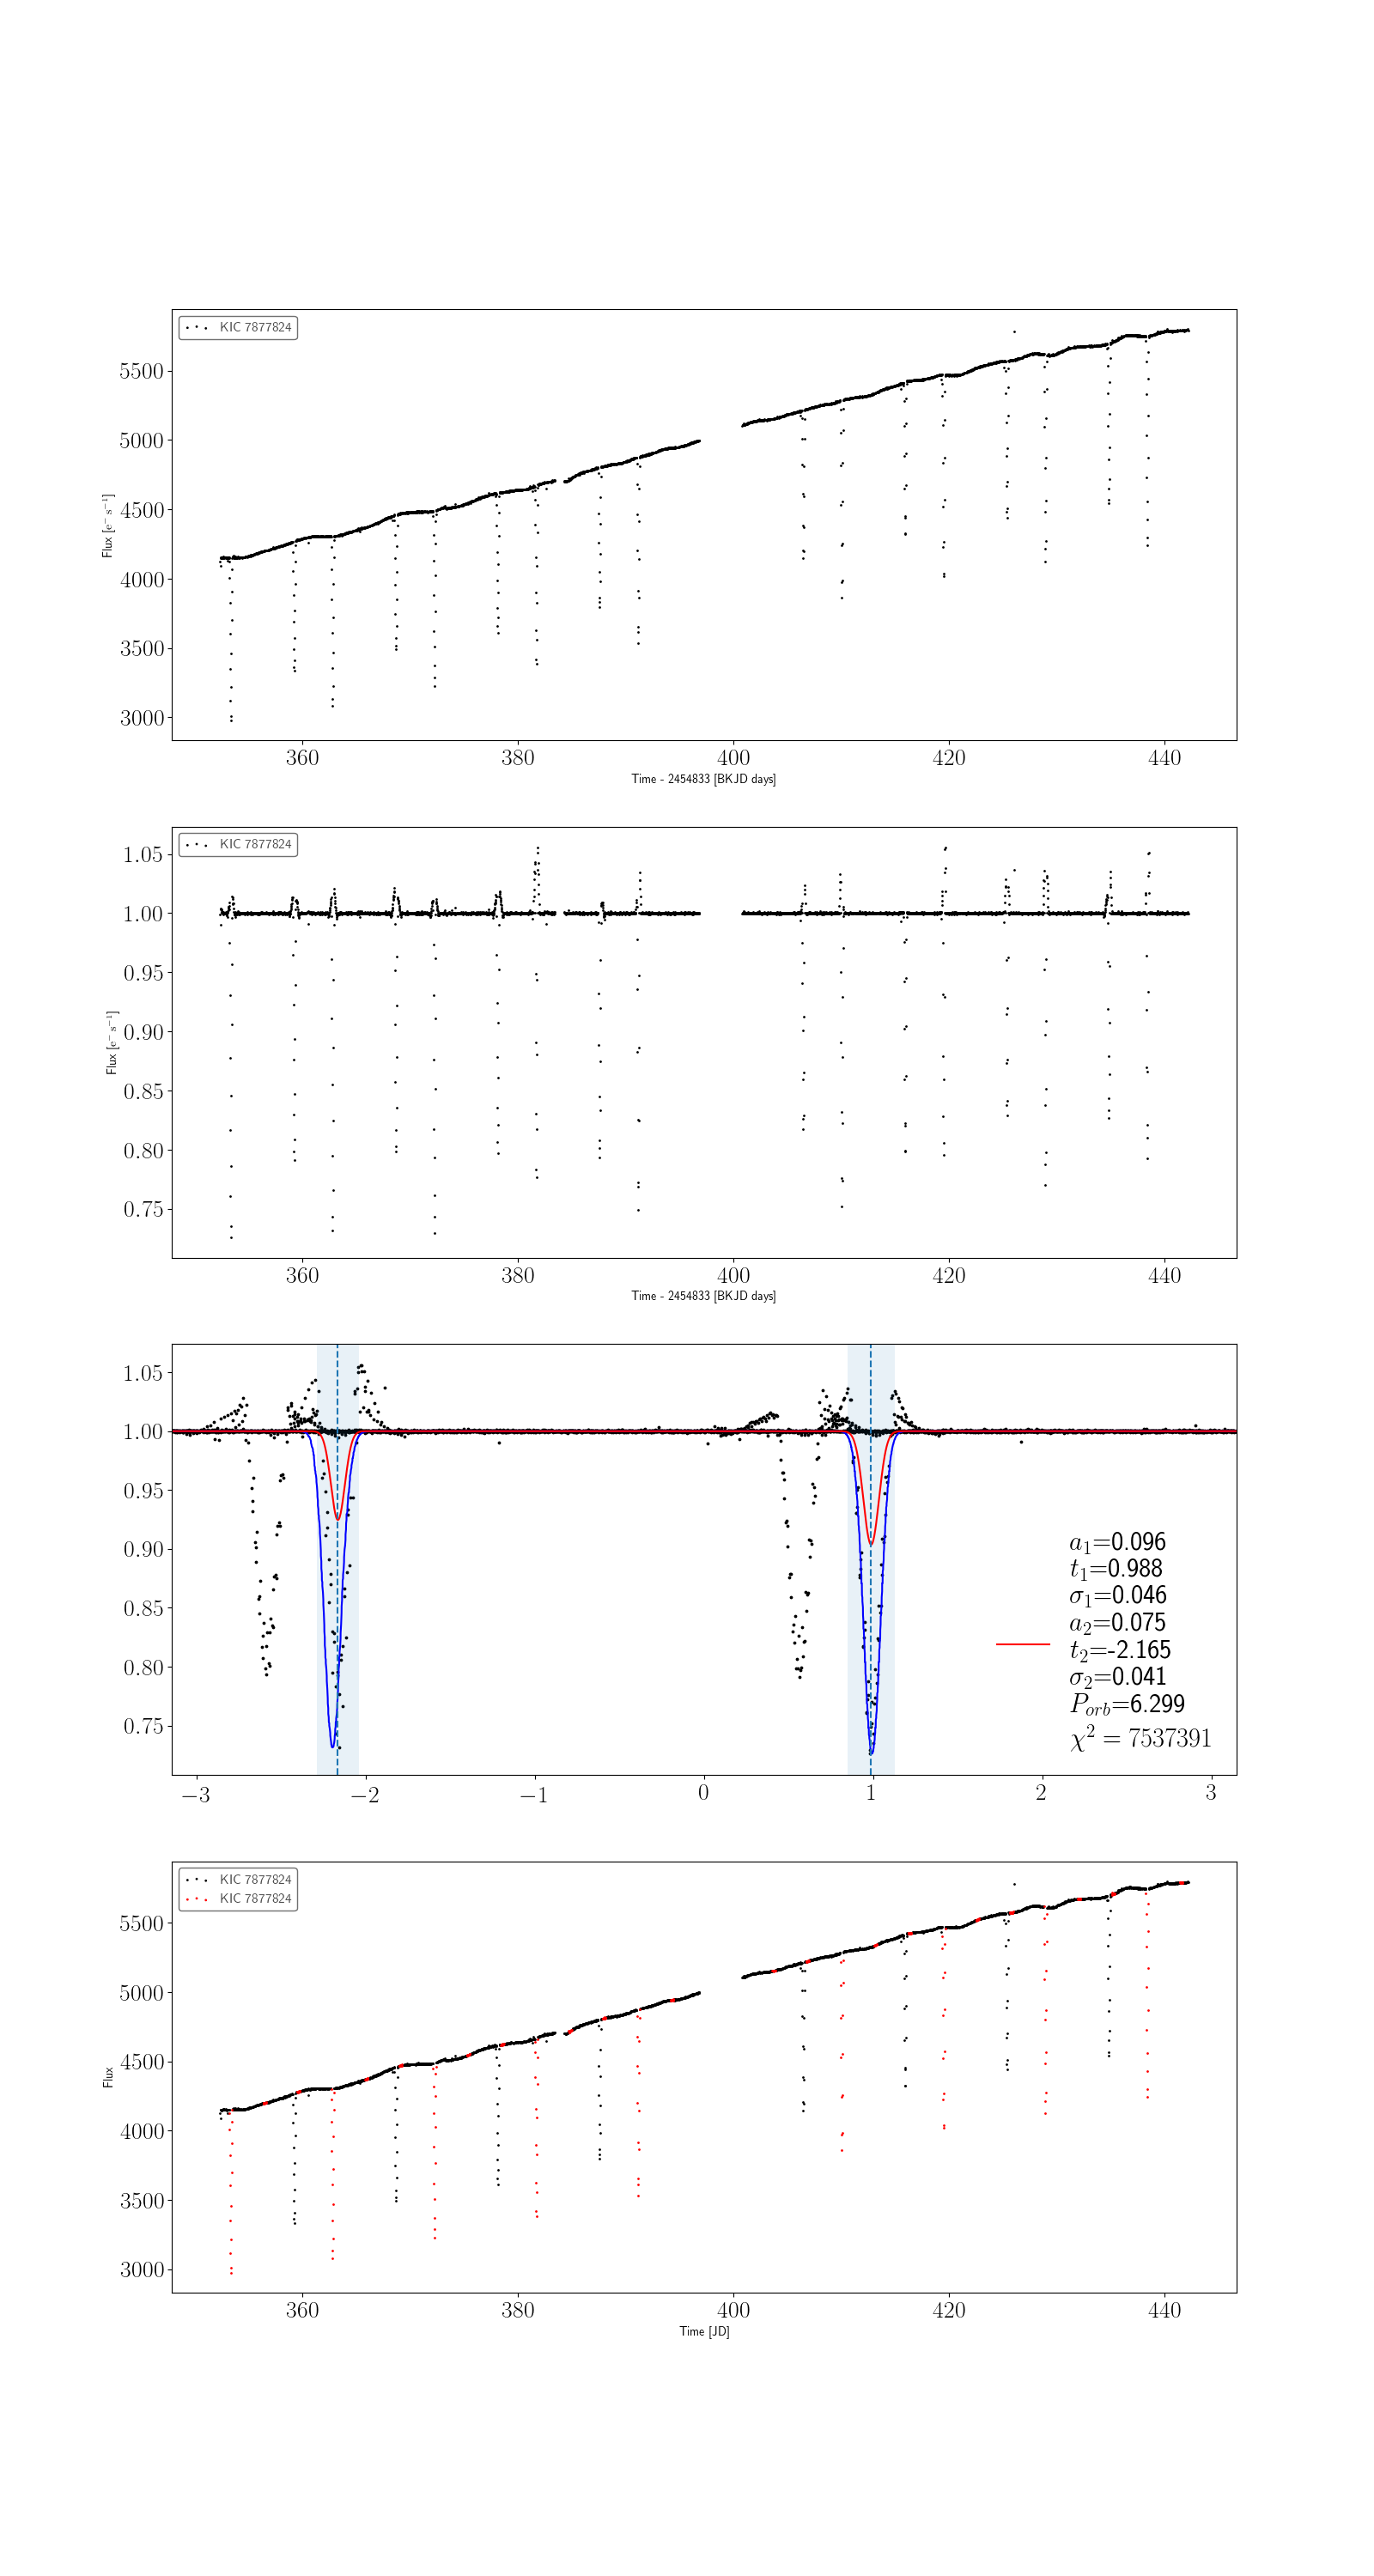 KIC 7877824
5500
5000
4500
4000
3500
3000
Flux [e⁻ s⁻¹]
360 380 400 420 440
Time - 2454833 [BKJD days]
KIC 7877824
1.05
1.00
0.95
0.90
0.85
0.80
0.75
Flux [e⁻ s⁻¹]
360 380 400 420 440
Time - 2454833 [BKJD days]
1.05
1.00
0.95
0.90
0.85
0.80
0.75
a₁=0.096
t₁=0.988
σ₁=0.046
a₂=0.075
t₂=-2.165
σ₂=0.041
P_orb=6.299
χ² = 7537391
−3 −2 −1 0 1 2 3
KIC 7877824
KIC 7877824
5500
5000
4500
4000
3500
3000
Flux
360 380 400 420 440
Time [JD]